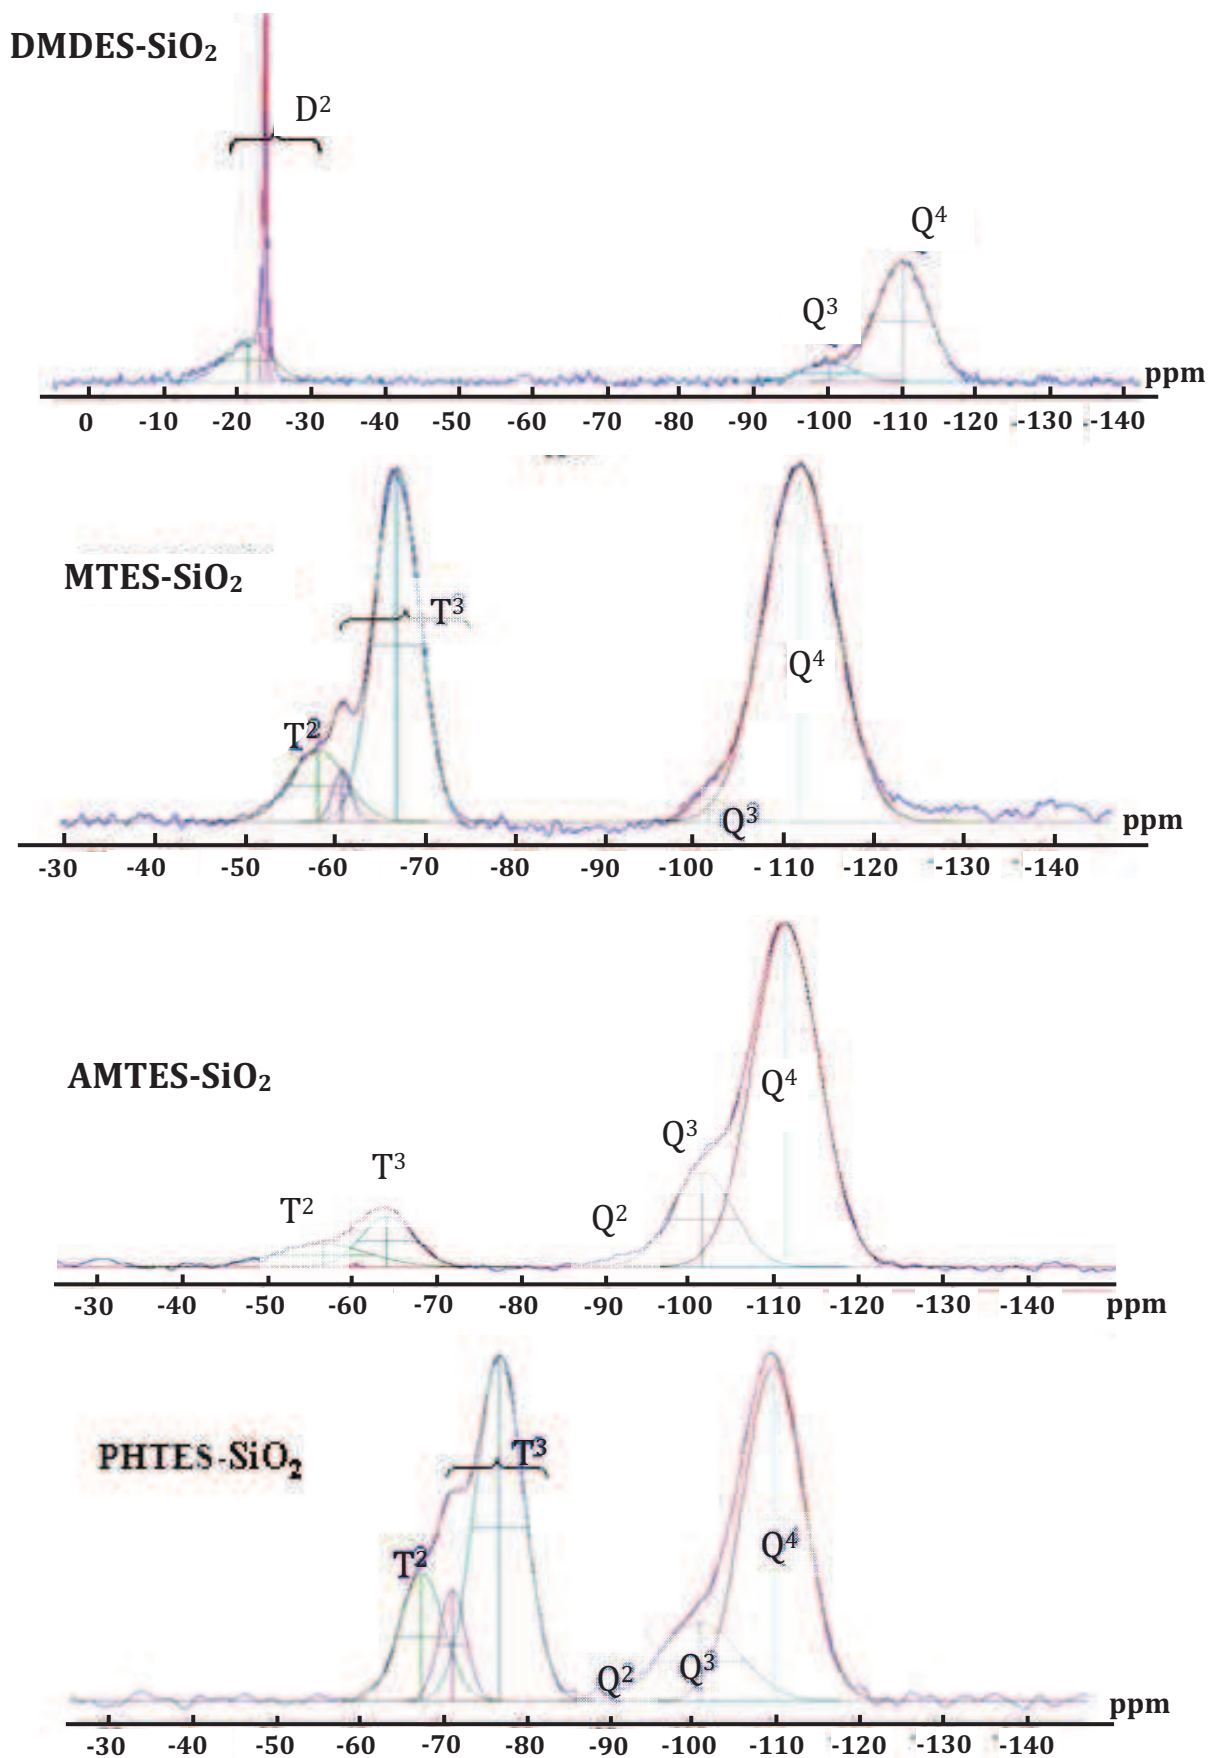 DMDES-SiO₂
D²
Q⁴
Q³
ppm
0 -10 -20 -30 -40 -50 -60 -70 -80 -90 -100 -110 -120 -130 -140
MTES-SiO₂
T³
Q⁴
T²
Q³
ppm
-30 -40 -50 -60 -70 -80 -90 -100 -110 -120 -130 -140
AMTES-SiO₂
Q⁴
Q³
T³
T²
Q²
-30 -40 -50 -60 -70 -80 -90 -100 -110 -120 -130 -140 ppm
PHTES-SiO₂
T³
Q⁴
T²
Q³
Q²
ppm
-30 -40 -50 -60 -70 -80 -90 -100 -110 -120 -130 -140